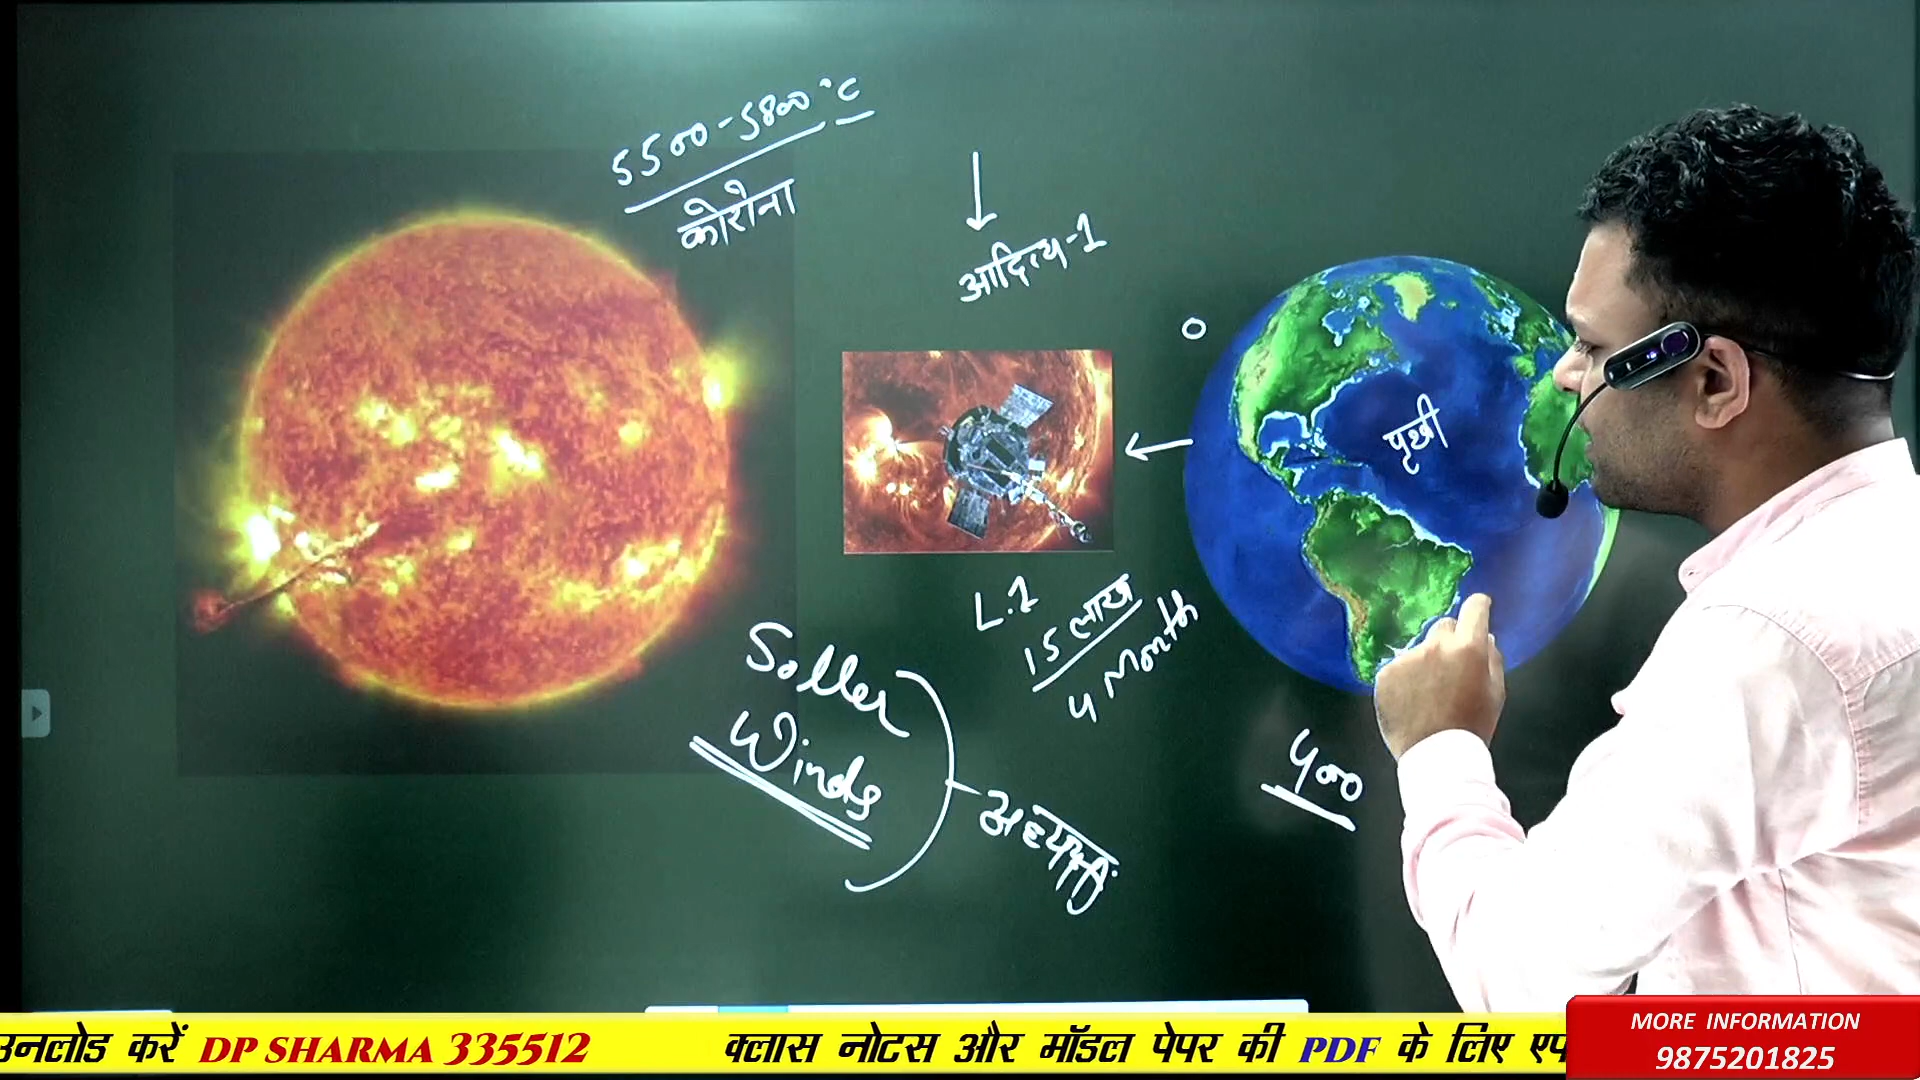 5500-5800°C
कोरोना
आदित्य-1
पृथ्वी
L.1
15 लाख
4 Month
Soller
Winds
400
उनलोड करें DP SHARMA 335512 क्लास नोटस और मॉडल पेपर की PDF के लिए एप
MORE INFORMATION
9875201825